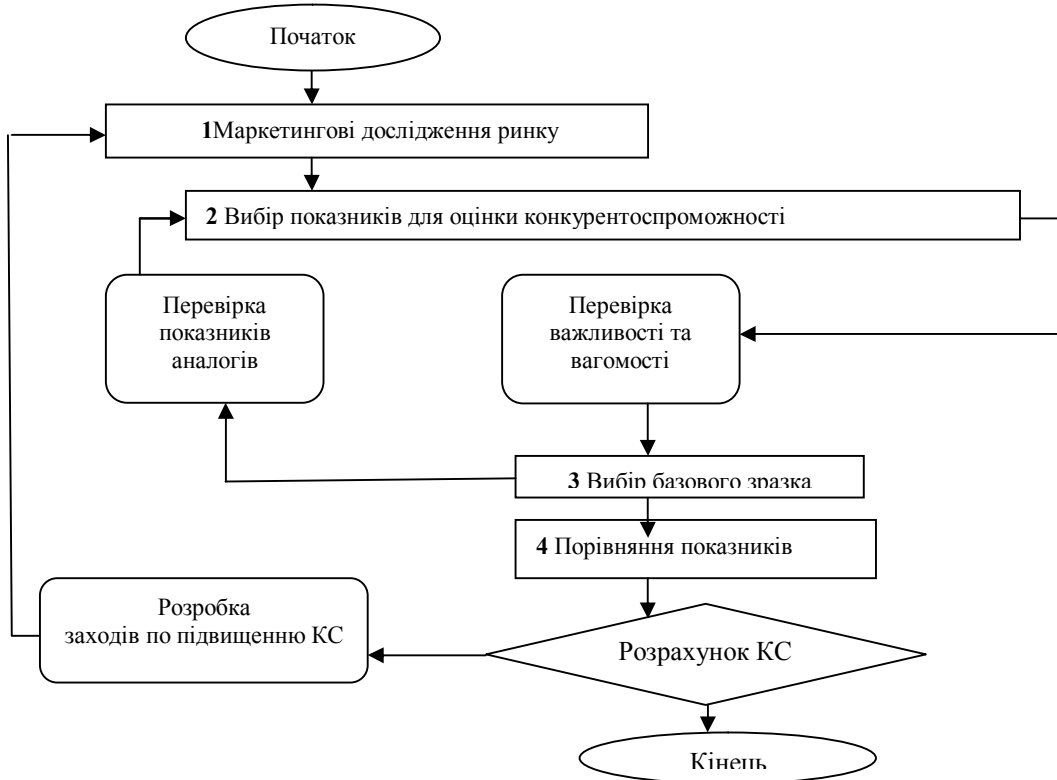 Початок
1Маркетингові дослідження ринку
2 Вибір показників для оцінки конкурентоспроможності
Перевірка
показників
аналогів
Перевірка
важливості та
вагомості
3 Вибір базового зразка
4 Порівняння показників
Розробка
заходів по підвищенню КС
Розрахунок КС
Кінець